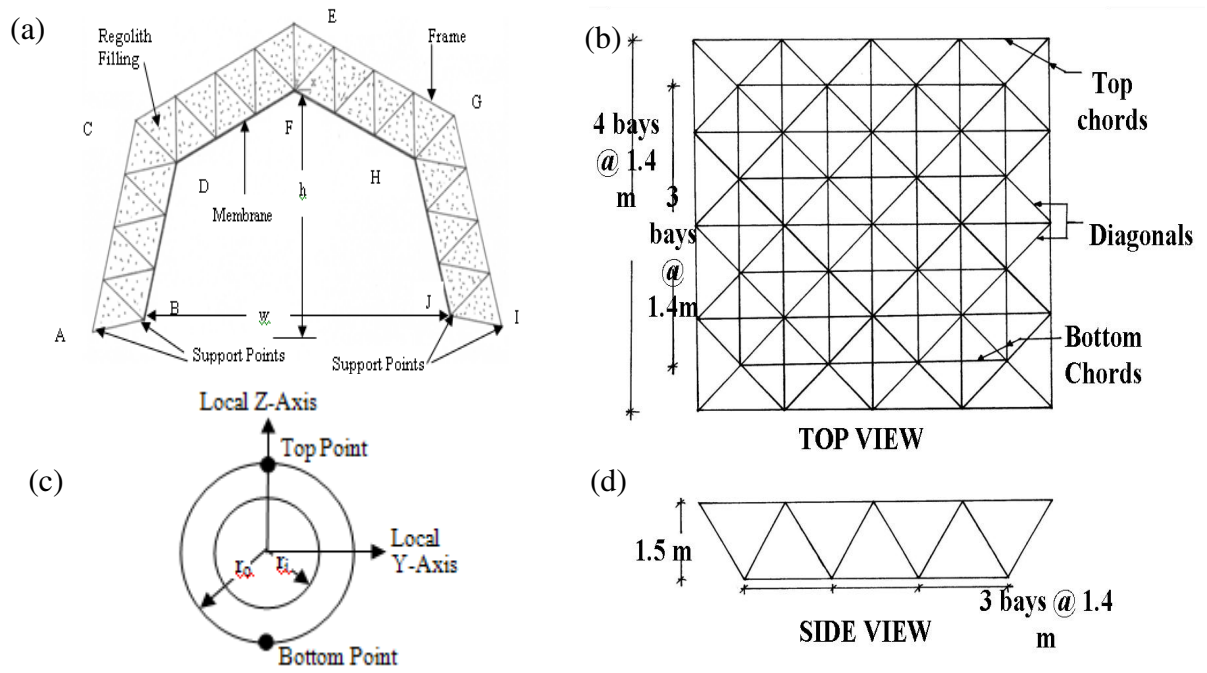 (a)
E
Regolith
Filling
Frame
C
x
G
F
D
H
h
Membrane
B
w
J
A
I
Support Points
Support Points
(b)
Top
chords
4 bays
@ 1.4
m
3
bays
@
1.4m
Diagonals
Bottom
Chords
TOP VIEW
(c)
Local Z-Axis
Top Point
Local
Y-Axis
ro
ri
Bottom Point
(d)
1.5 m
3 bays @ 1.4
m
SIDE VIEW